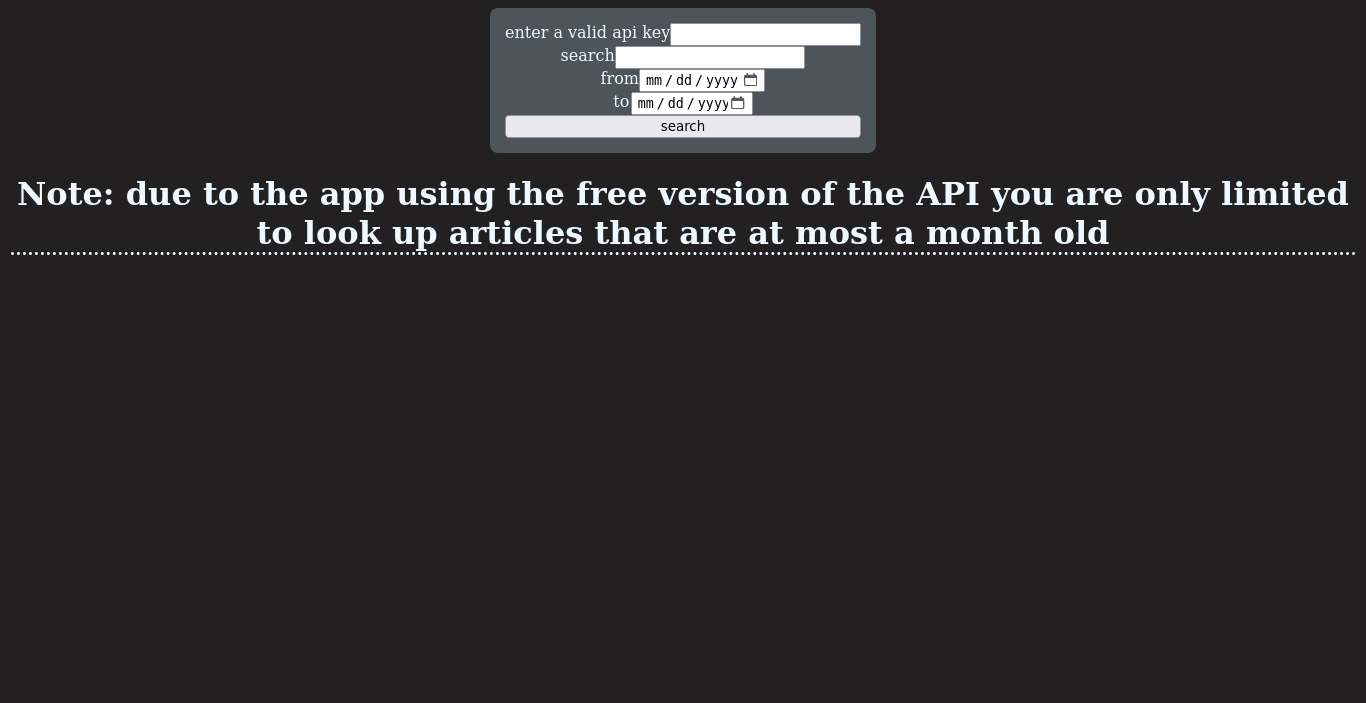 enter a valid api key
search
from mm/dd/yyyy
to mm/dd/yyyy
search
Note: due to the app using the free version of the API you are only limited
to look up articles that are at most a month old